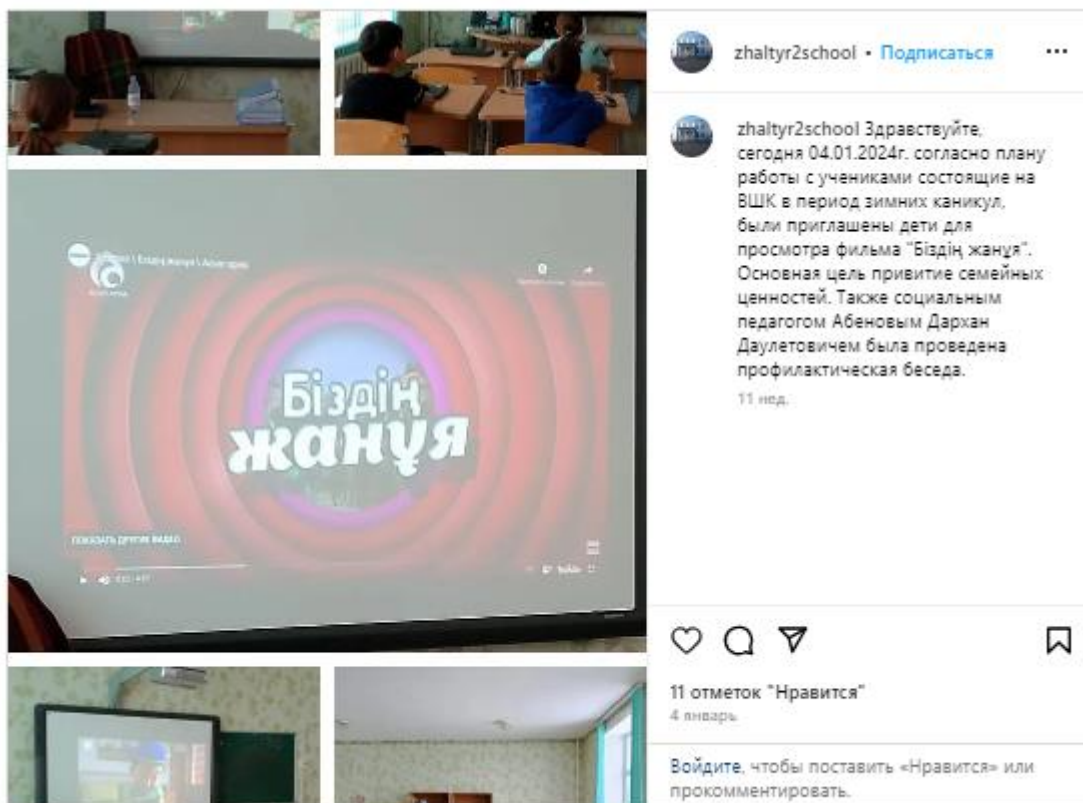 zhaltyr2school • Подписаться
zhaltyr2school Здравствуйте,
сегодня 04.01.2024г. согласно плану
работы с учениками состоящие на
ВШК в период зимних каникул,
были приглашены дети для
просмотра фильма "Біздің жанұя".
Основная цель привитие семейных
ценностей. Также социальным
педагогом Абеновым Дархан
Даулетовичем была проведена
профилактическая беседа.
11 нед.
Біздің
жанұя
ПОКАЗАТЬ ДРУГИЕ ВИДЕО
11 отметок "Нравится"
4 январь
Войдите, чтобы поставить «Нравится» или
прокомментировать.